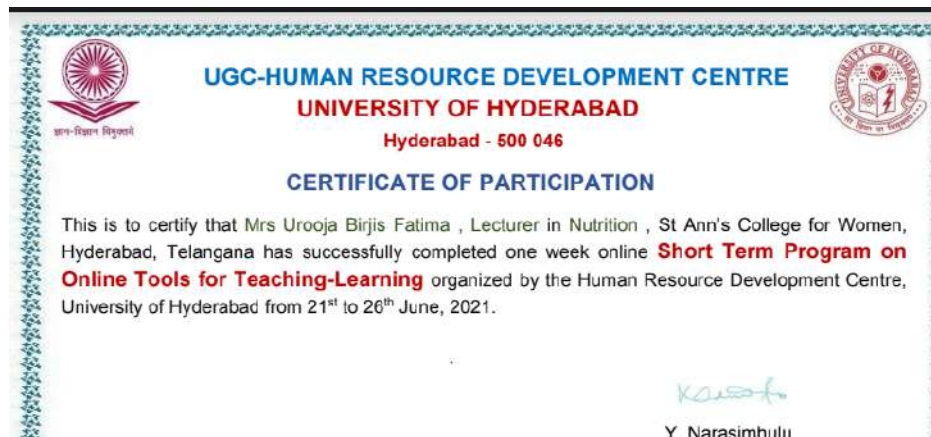 UGC-HUMAN RESOURCE DEVELOPMENT CENTRE
UNIVERSITY OF HYDERABAD
UNIVERSITY OF HYDERABAD
ज्ञान-विज्ञान विमुक्तये
Hyderabad - 500 046
CERTIFICATE OF PARTICIPATION
This is to certify that Mrs Urooja Birjis Fatima , Lecturer in Nutrition , St Ann's College for Women,
Hyderabad, Telangana has successfully completed one week online Short Term Program on
Online Tools for Teaching-Learning organized by the Human Resource Development Centre,
University of Hyderabad from 21st to 26th June, 2021.
Y. Narasimhulu